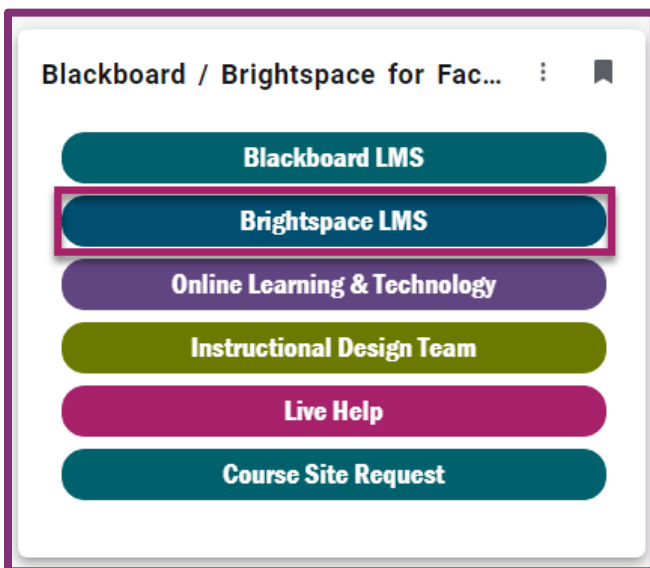 Blackboard / Brightspace for Fac...
Blackboard LMS
Brightspace LMS
Online Learning & Technology
Instructional Design Team
Live Help
Course Site Request